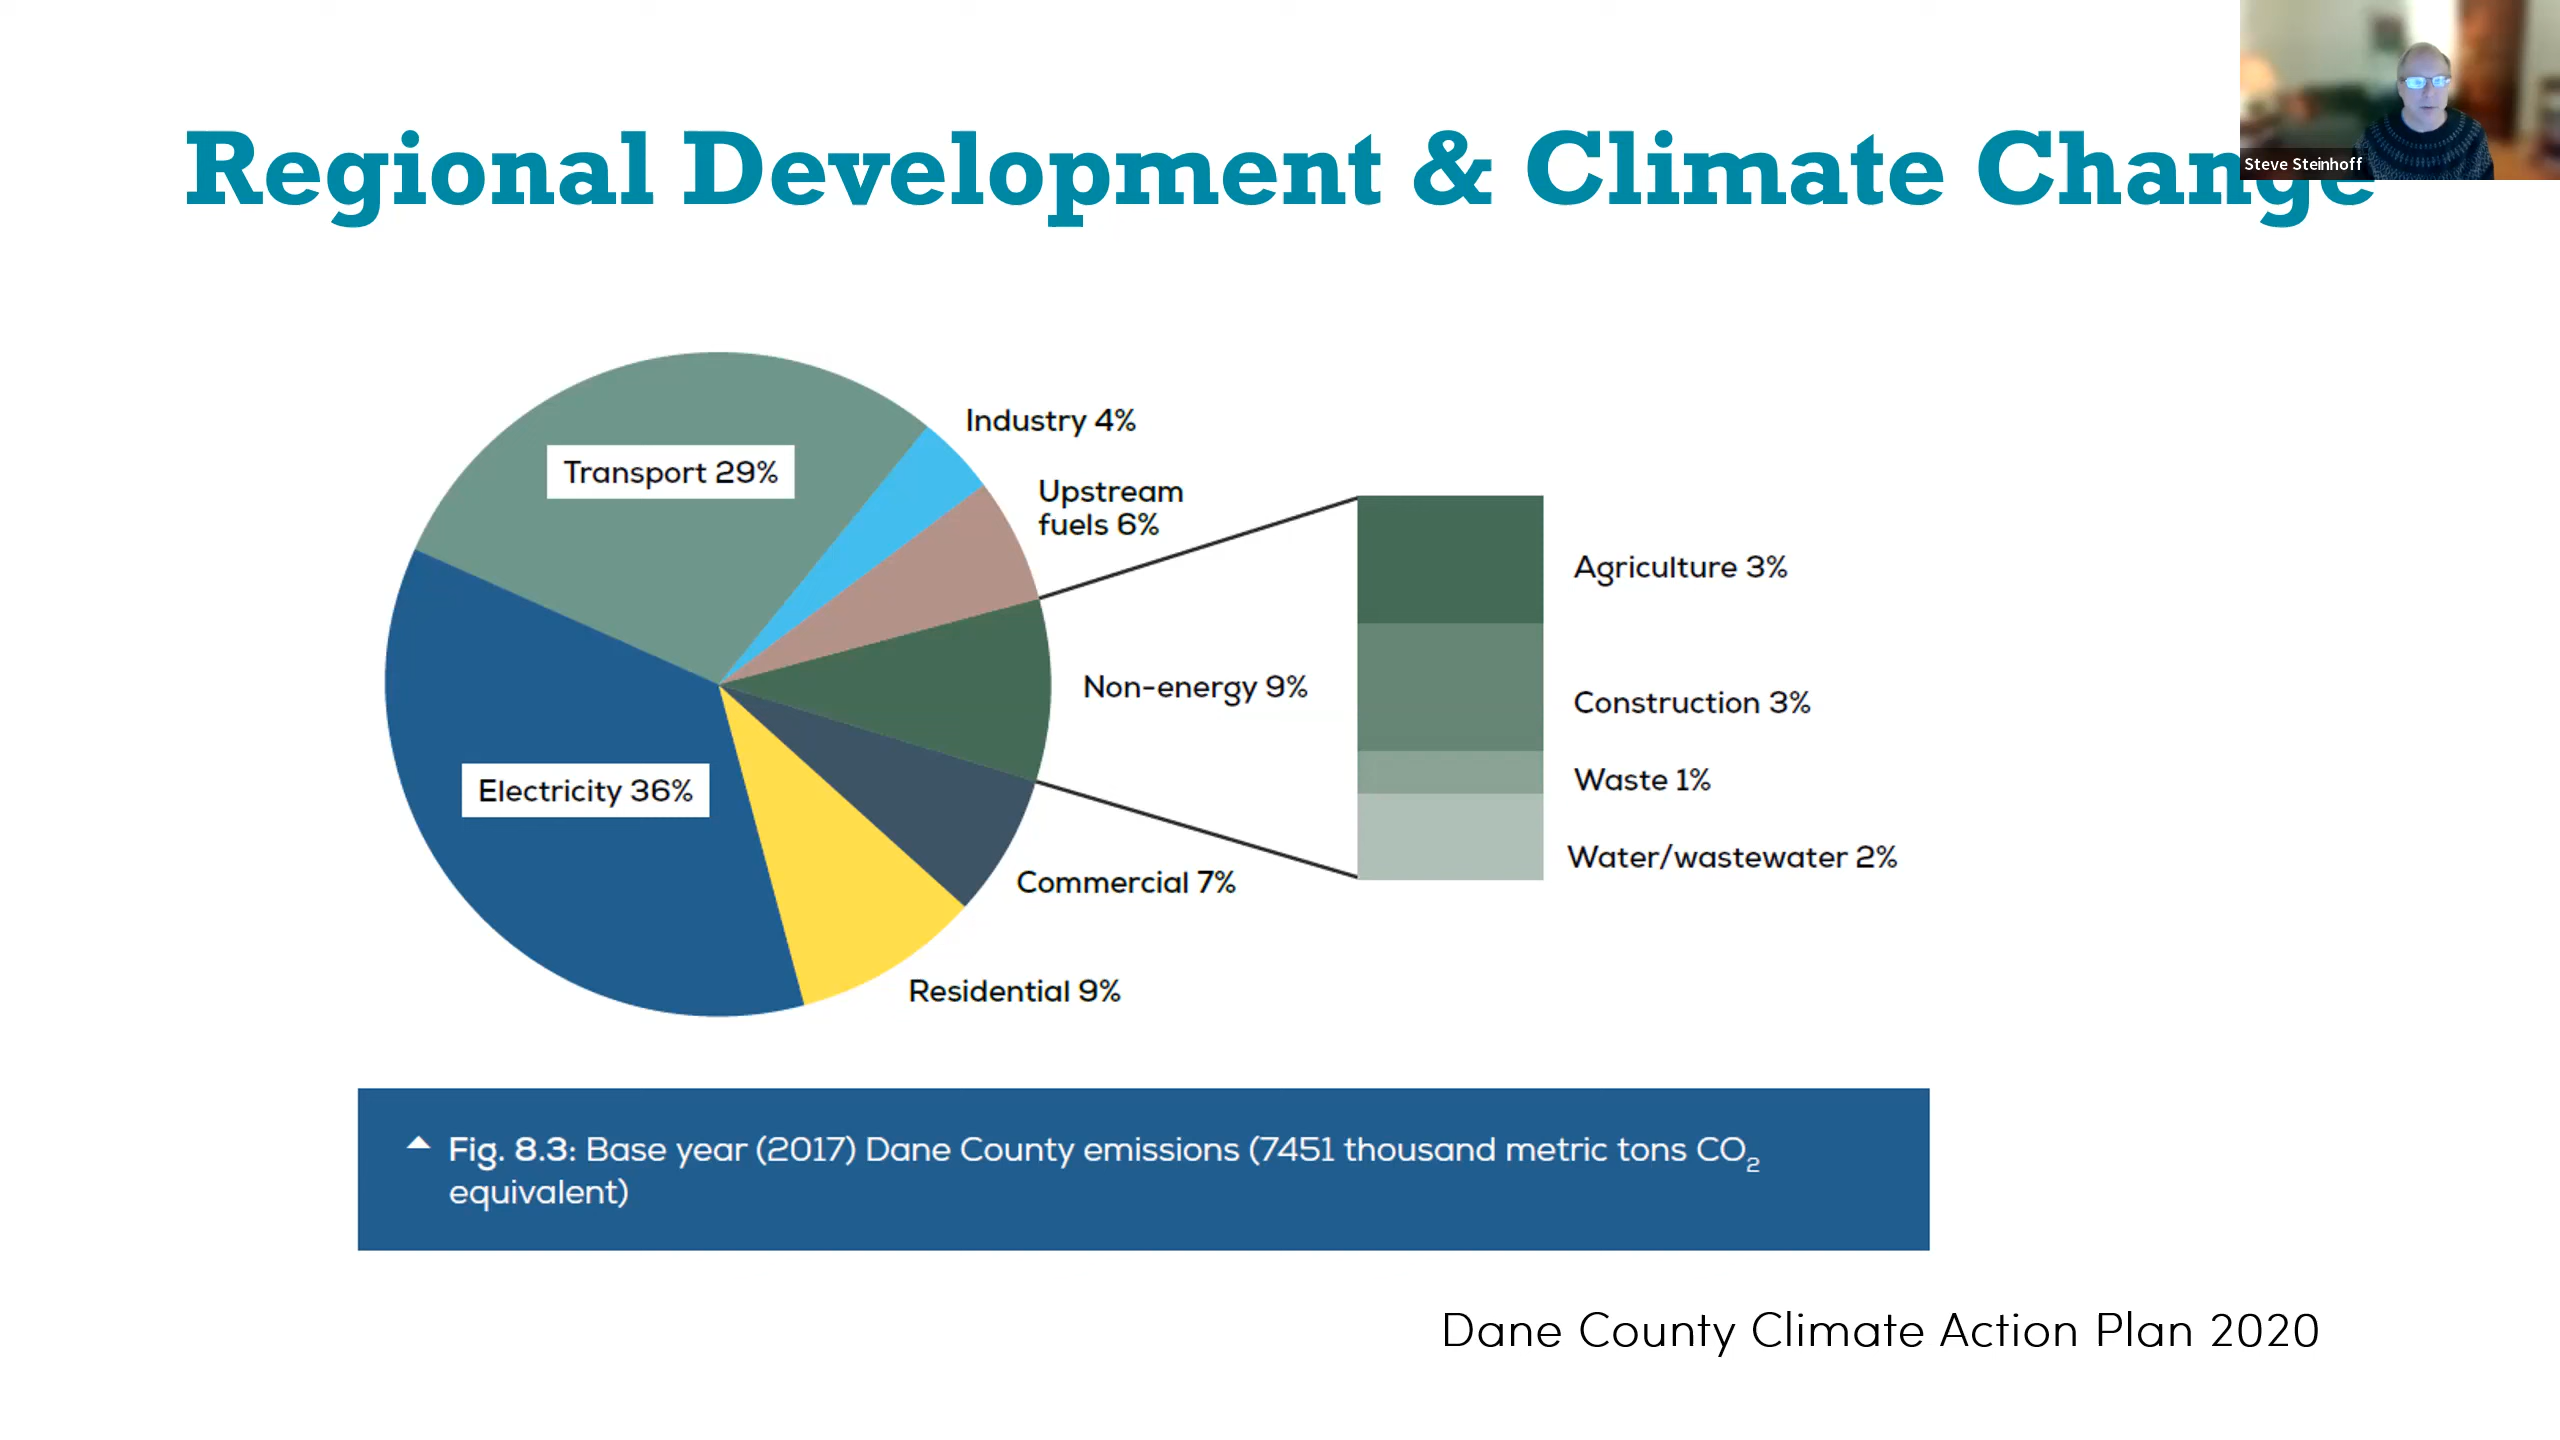 Regional Development & Climate Change
Steve Steinhoff
Transport 29%
Industry 4%
Upstream
fuels 6%
Non-energy 9%
Commercial 7%
Residential 9%
Electricity 36%
Agriculture 3%
Construction 3%
Waste 1%
Water/wastewater 2%
Fig. 8.3: Base year (2017) Dane County emissions (7451 thousand metric tons CO₂
equivalent)
Dane County Climate Action Plan 2020